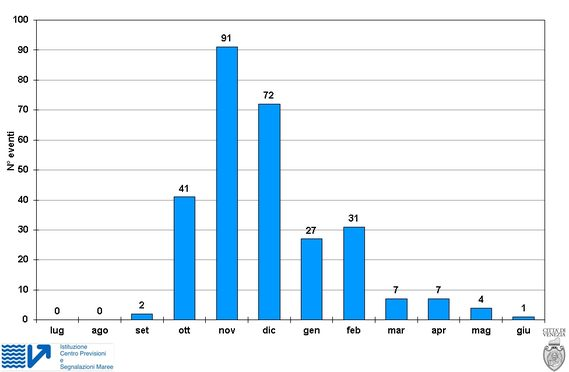 100
91
90
80
72
70
60
N° eventi
50
41
40
31
30
27
20
10
7
7
4
2
1
0
0
0
lug ago set ott nov dic gen feb mar apr mag giu
Istituzione
Centro Previsioni
e
Segnalazioni Maree
CITTÀ DI
VENEZIA